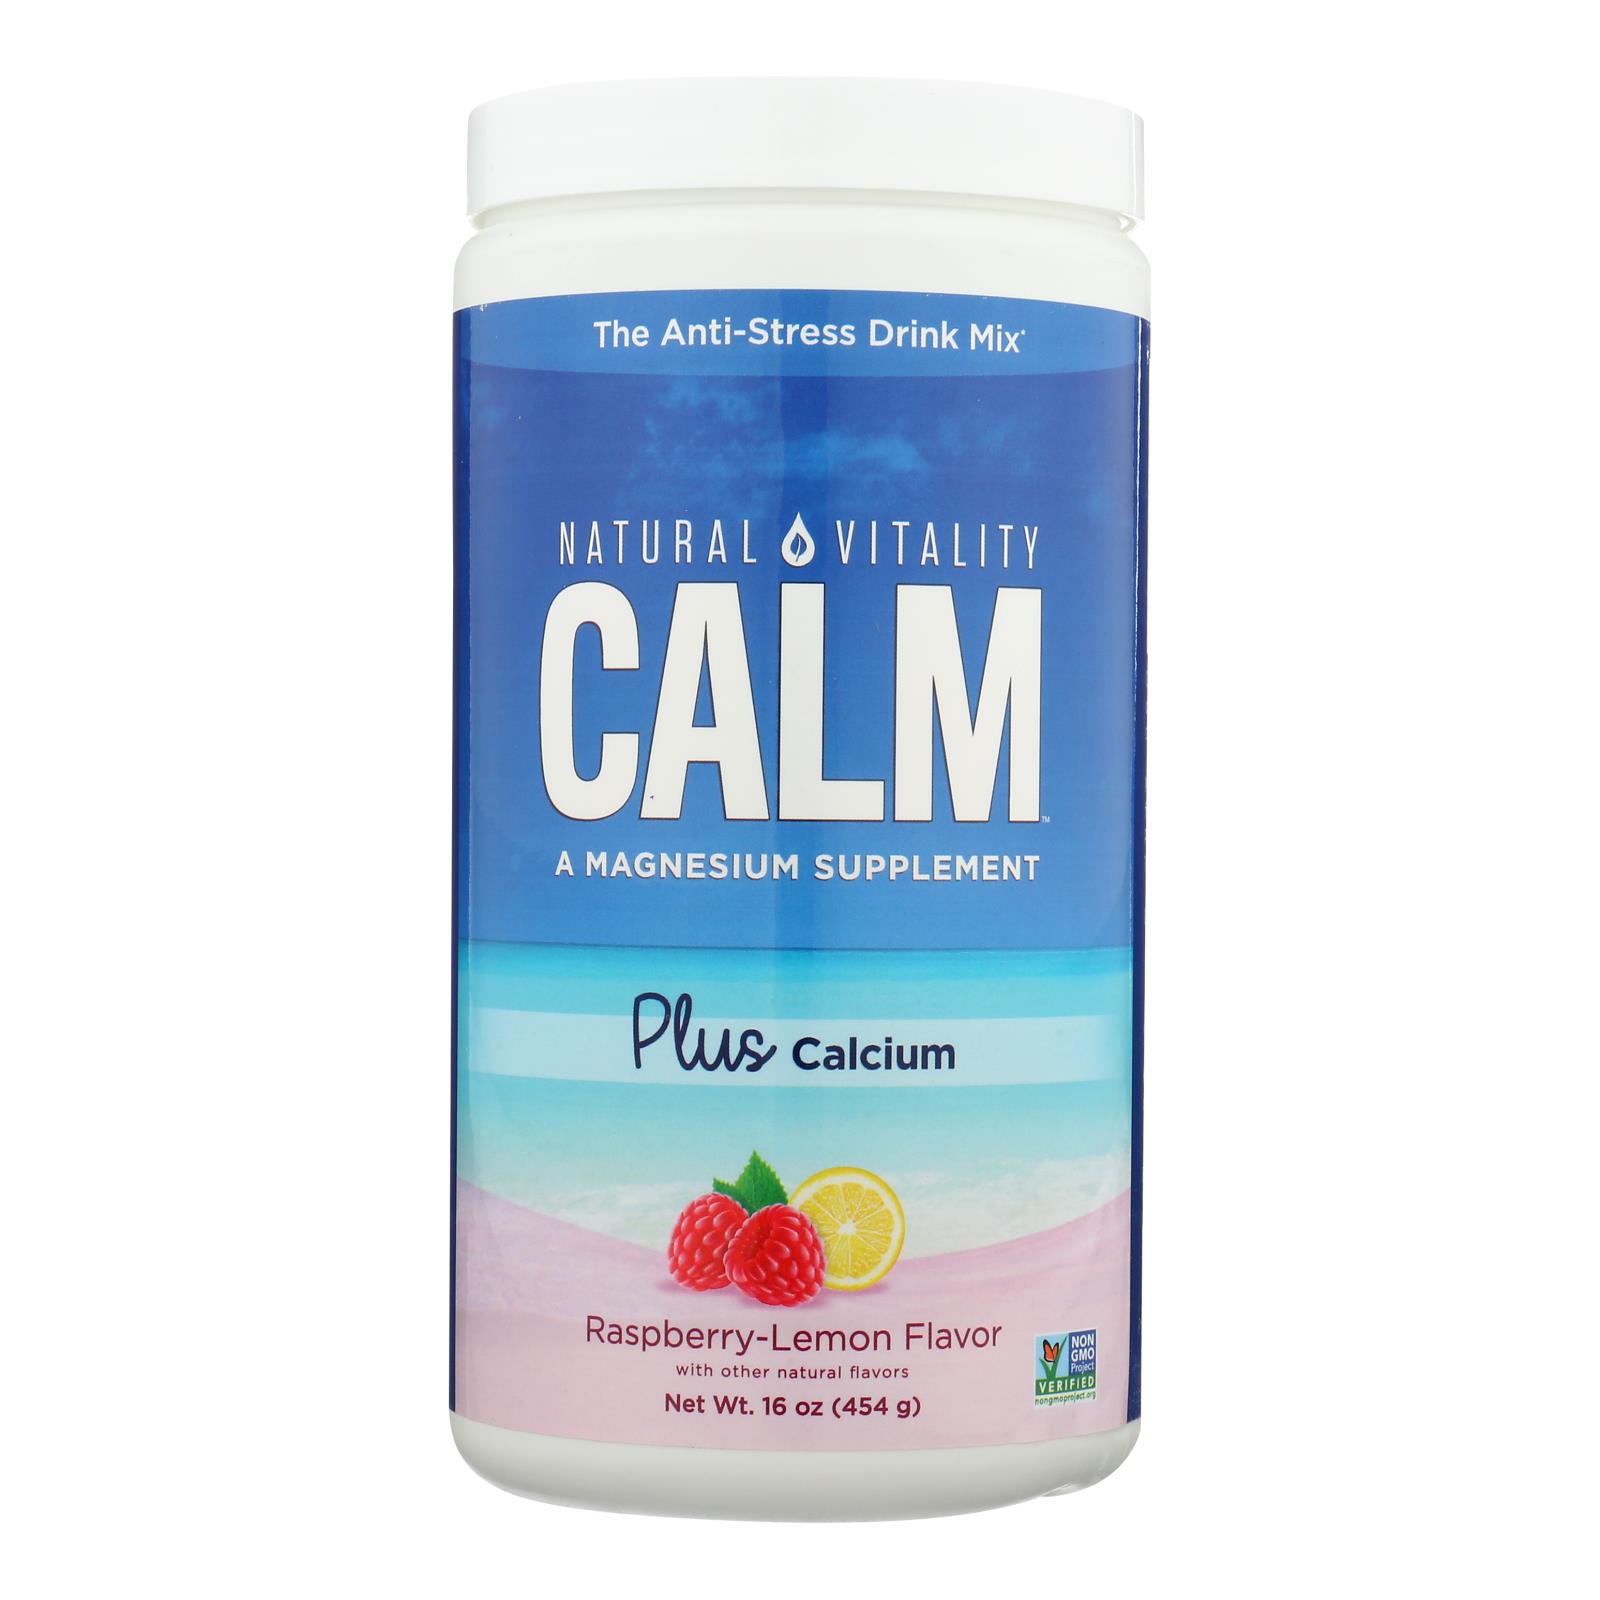 The Anti-Stress Drink Mix*
NATURAL VITALITY
CALM™
A MAGNESIUM SUPPLEMENT
Plus Calcium
Raspberry-Lemon Flavor
with other natural flavors
Net Wt. 16 oz (454 g)
NON
GMO
Project
VERIFIED
nongmoproject.org